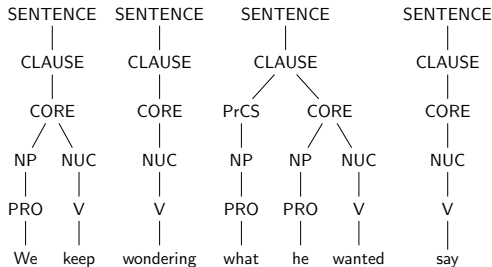 SENTENCE SENTENCE SENTENCE SENTENCE
CLAUSE CLAUSE CLAUSE CLAUSE
CORE CORE PrCS CORE CORE
NP NUC NUC NP NP NUC NUC
PRO V V PRO PRO V V
We keep wondering what he wanted say